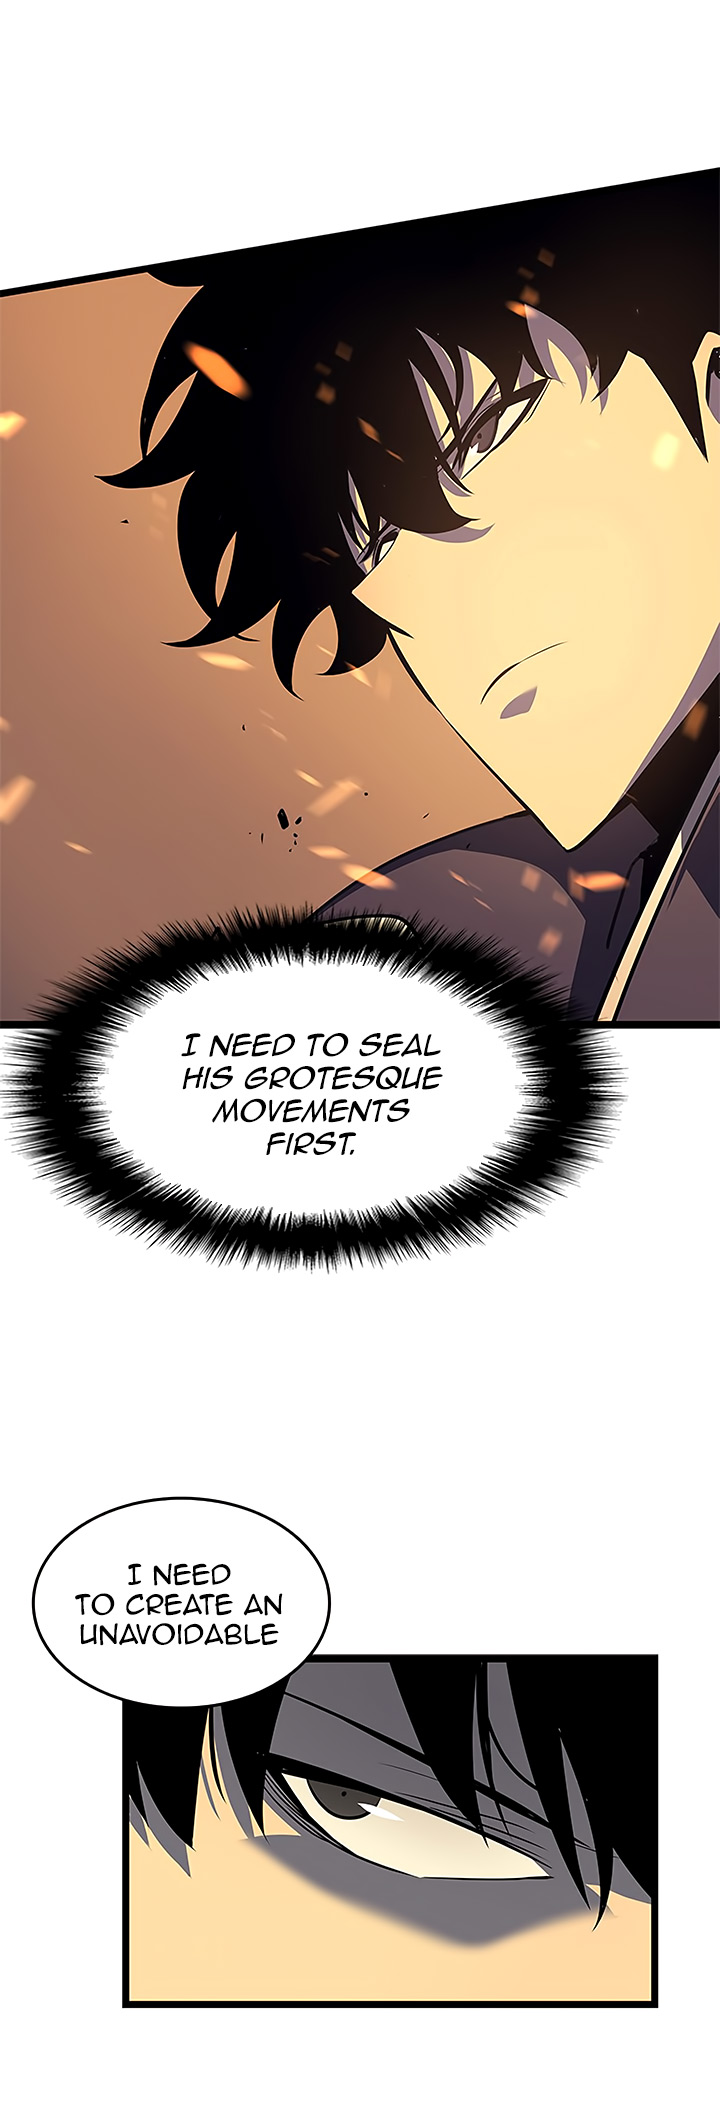 I NEED TO SEAL
HIS GROTESQUE
MOVEMENTS
FIRST.
I NEED
TO CREATE AN
UNAVOIDABLE